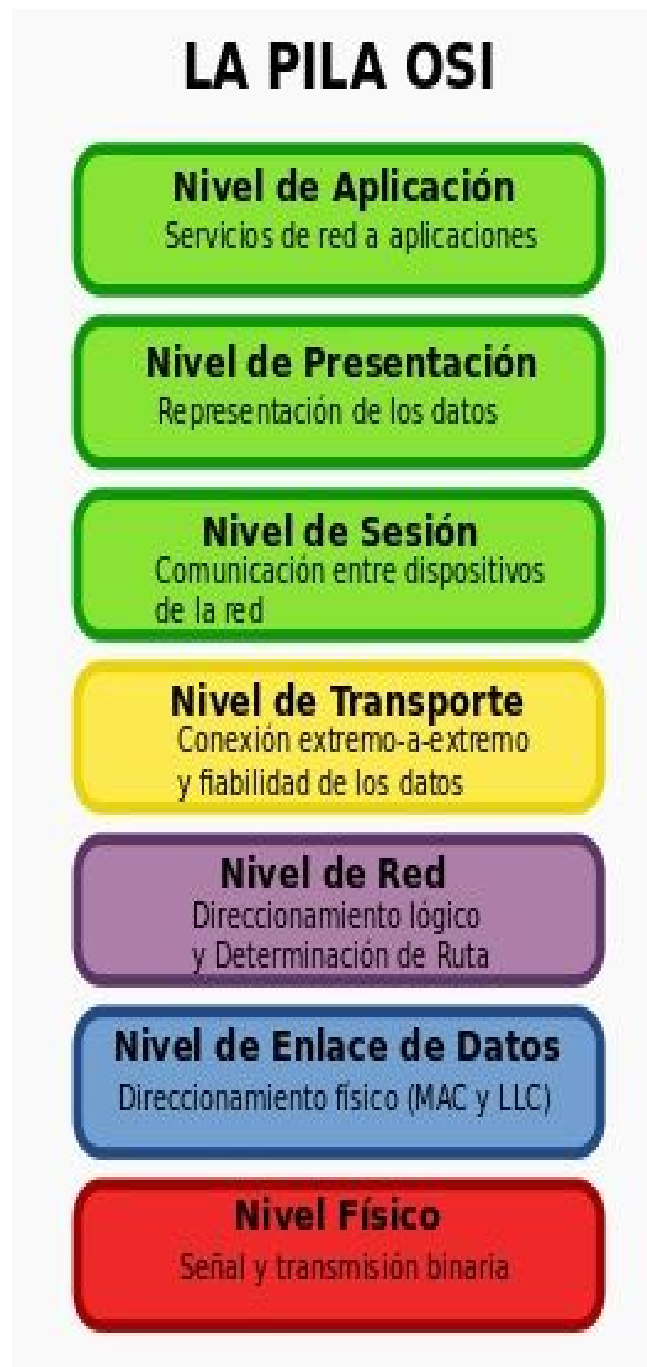 LA PILA OSI
Nivel de Aplicación
Servicios de red a aplicaciones
Nivel de Presentación
Representación de los datos
Nivel de Sesión
Comunicación entre dispositivos
de la red
Nivel de Transporte
Conexión extremo-a-extremo
y fiabilidad de los datos
Nivel de Red
Direccionamiento lógico
y Determinación de Ruta
Nivel de Enlace de Datos
Direccionamiento físico (MAC y LLC)
Nivel Físico
Señal y transmisión binaria